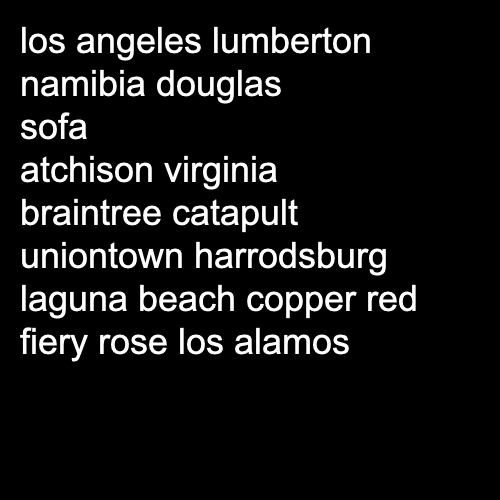 los angeles lumberton
namibia douglas
sofa
atchison virginia
braintree catapult
uniontown harrodsburg
laguna beach copper red
fiery rose los alamos